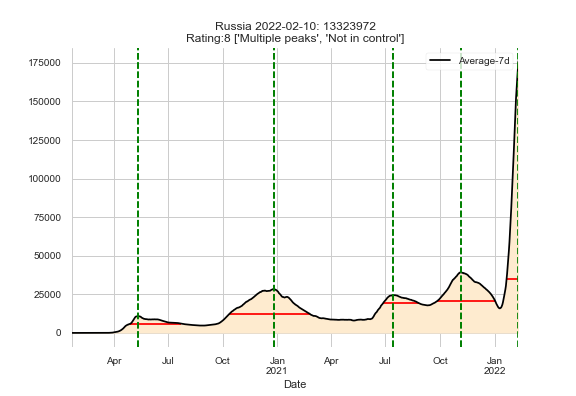 Russia 2022-02-10: 13323972
Rating:8 ['Multiple peaks', 'Not in control']
Average-7d
175000
150000
125000
100000
75000
50000
25000
0
Apr Jul Oct Jan Apr Jul Oct Jan
2021 2022
Date